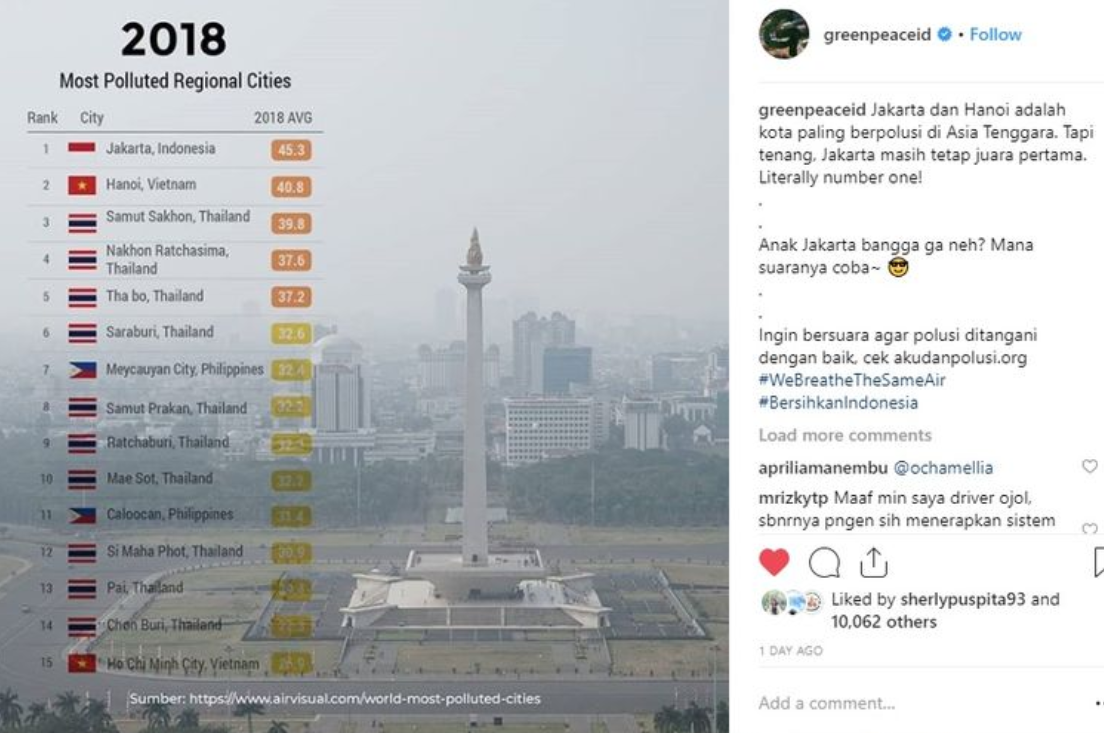 2018
Most Polluted Regional Cities
Rank City 2018 AVG
1 Jakarta, Indonesia 45.3
2 Hanoi, Vietnam 40.8
3 Samut Sakhon, Thailand 39.8
4 Nakhon Ratchasima,
Thailand 37.6
5 Tha bo, Thailand 37.2
6 Saraburi, Thailand 32.6
7 Meycauyan City, Philippines 32.4
8 Samut Prakan, Thailand
9 Ratchaburi, Thailand
10 Mae Sot, Thailand
11 Caloocan, Philippines
12 Si Maha Phot, Thailand 30.9
13 Pai, Thailand
14 Chon Buri, Thailand
15 Ho Chi Minh City, Vietnam
Sumber: https://www.airvisual.com/world-most-polluted-cities
greenpeaceid • Follow
greenpeaceid Jakarta dan Hanoi adalah
kota paling berpolusi di Asia Tenggara. Tapi
tenang, Jakarta masih tetap juara pertama.
Literally number one!
.
.
Anak Jakarta bangga ga neh? Mana
suaranya coba~ 😎
.
.
Ingin bersuara agar polusi ditangani
dengan baik, cek akudanpolusi.org
#WeBreatheTheSameAir
#BersihkanIndonesia
Load more comments
apriliamanembu @ochamellia
mrizkytp Maaf min saya driver ojol,
sbnrnya pngen sih menerapkan sistem
Liked by sherlypuspita93 and
10,062 others
1 DAY AGO
Add a comment...